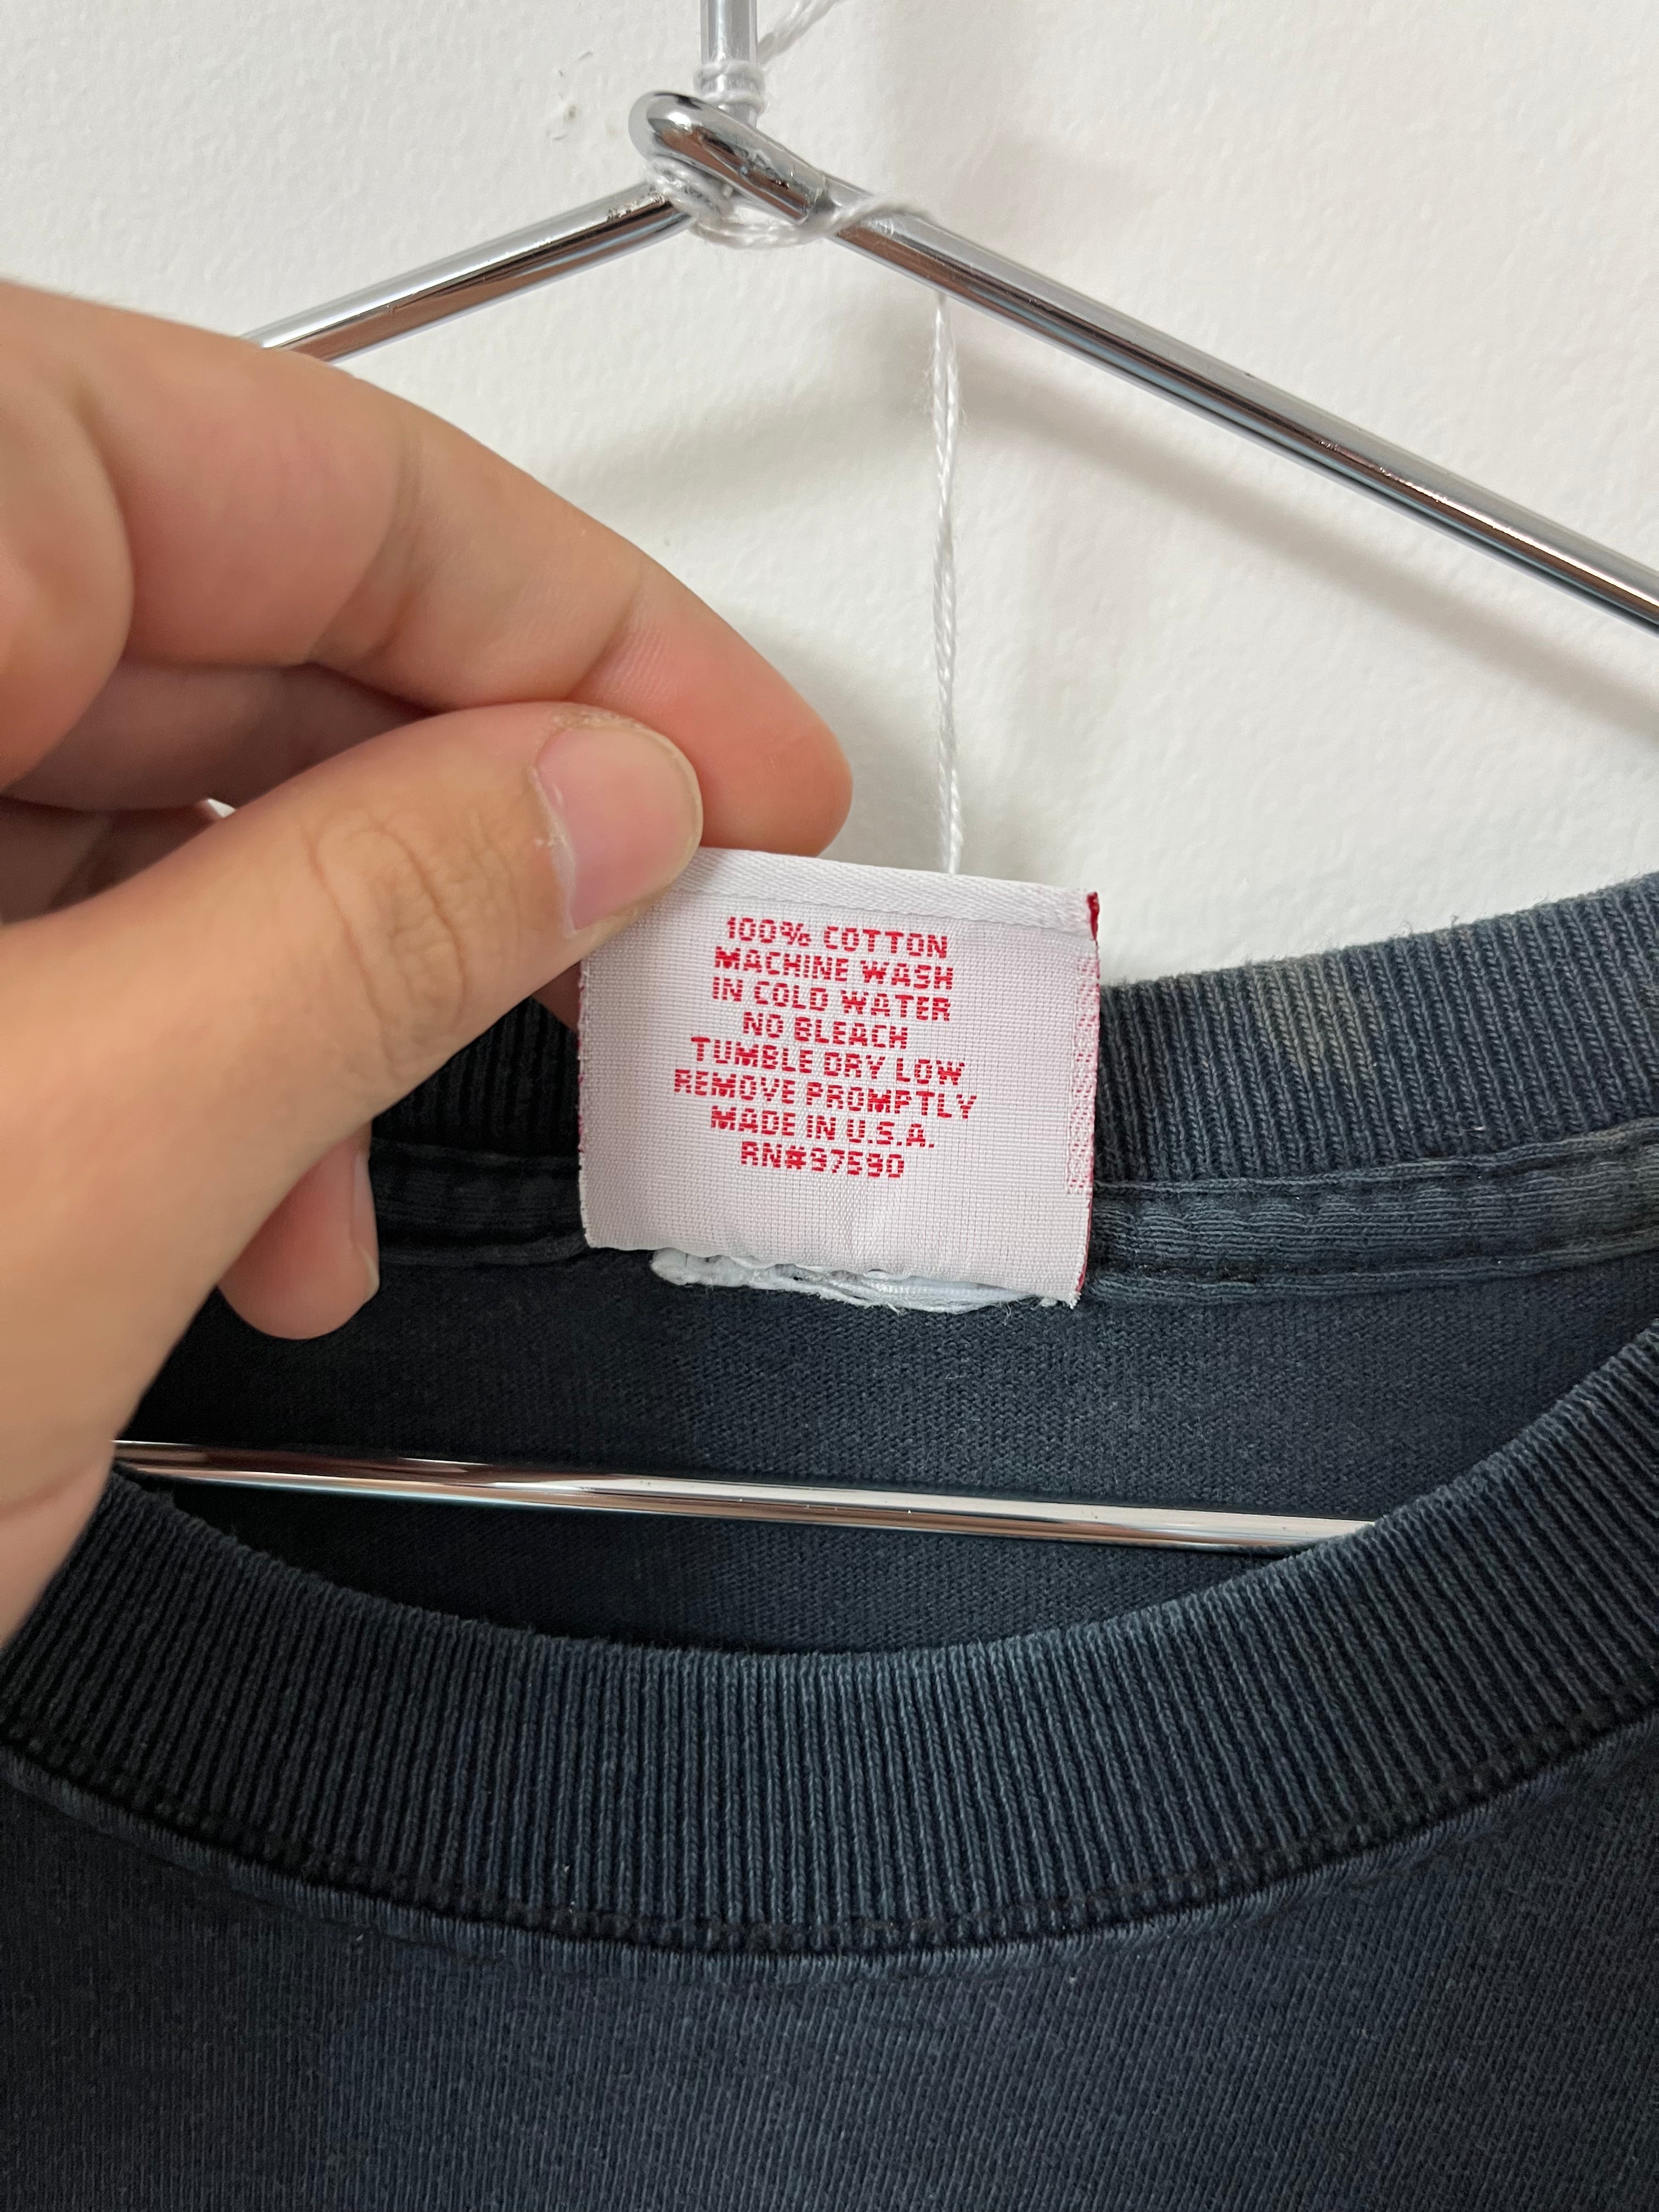 100% COTTON
MACHINE WASH
IN COLD WATER
NO BLEACH
TUMBLE DRY LOW
REMOVE PROMPTLY
MADE IN U.S.A.
RN#97590